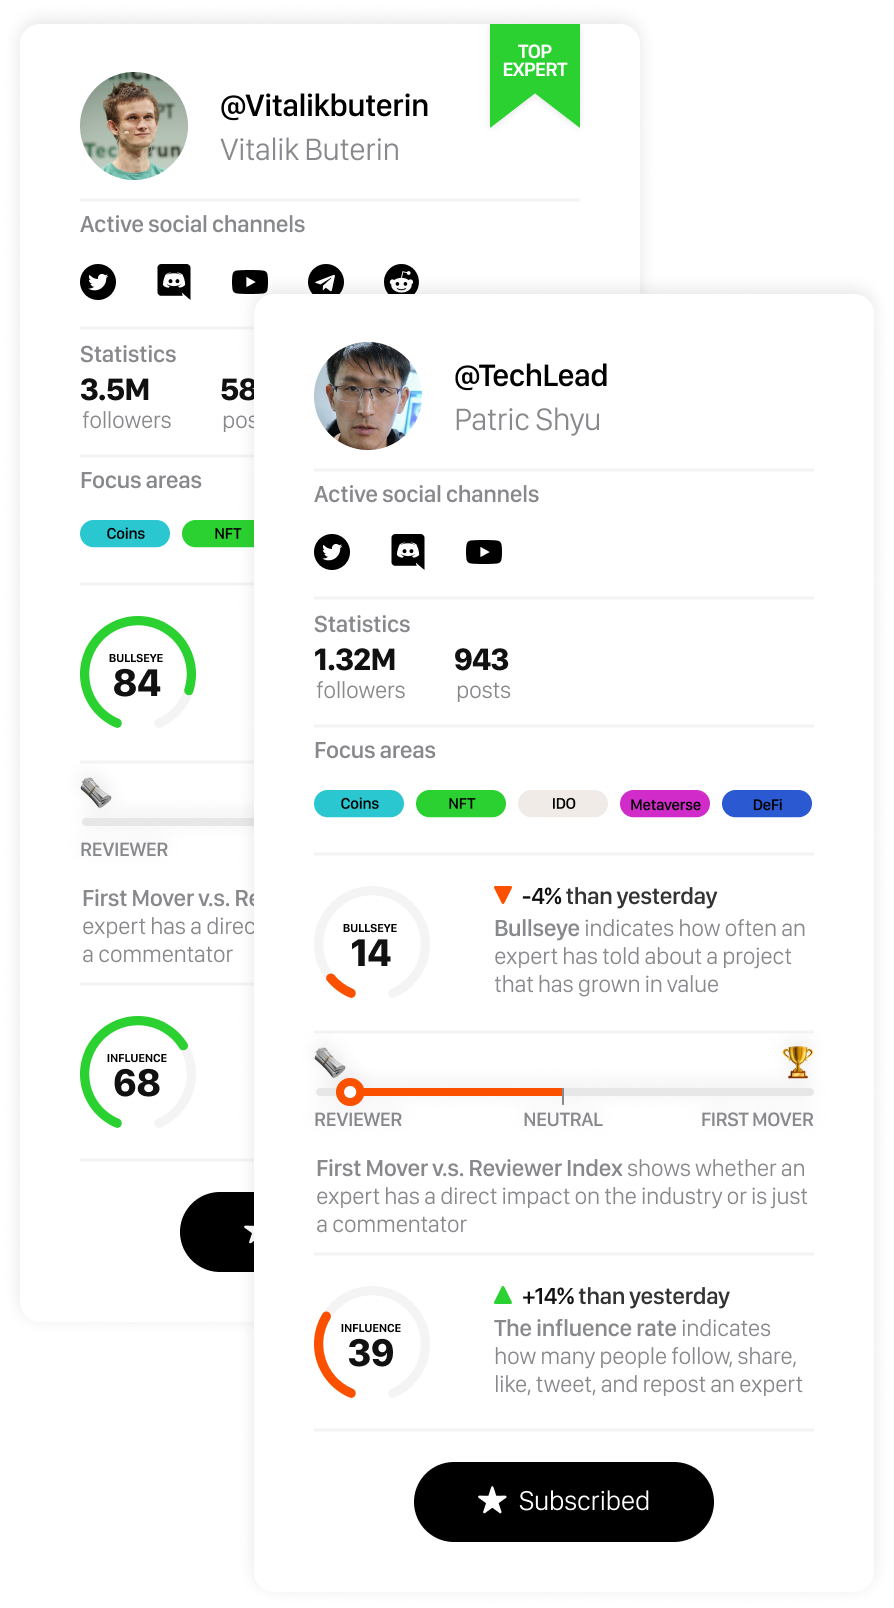 TOP
EXPERT
@Vitalikbuterin
Vitalik Buterin
Active social channels
Statistics
3.5M
58
followers
pos
Focus areas
Coins
NFT
BULLSEYE
84
REVIEWER
First Mover v.s. Re
expert has a direc
a commentator
INFLUENCE
68
@TechLead
Patric Shyu
Active social channels
Statistics
1.32M
943
followers
posts
Focus areas
Coins
NFT
IDO
Metaverse
DeFi
BULLSEYE
14
-4% than yesterday
Bullseye indicates how often an
expert has told about a project
that has grown in value
REVIEWER
NEUTRAL
FIRST MOVER
First Mover v.s. Reviewer Index shows whether an
expert has a direct impact on the industry or is just
a commentator
INFLUENCE
39
+14% than yesterday
The influence rate indicates
how many people follow, share,
like, tweet, and repost an expert
Subscribed